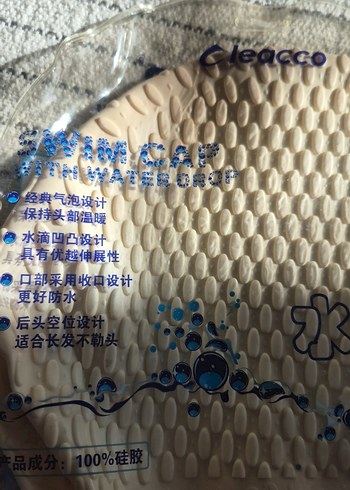 Cleacco
SWIM CAP
WITH WATER DROP
经典气泡设计
保持头部温暖
水滴凹凸设计
具有优越伸展性
口部采用收口设计
更好防水
后头空位设计
适合长发不勒头
水
产品成分：100%硅胶